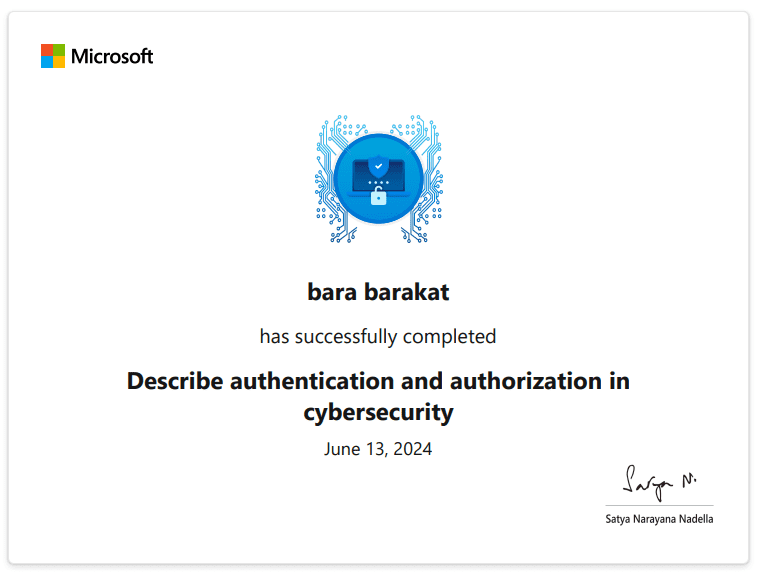 Microsoft
bara barakat
has successfully completed
Describe authentication and authorization in
cybersecurity
June 13, 2024
Satya N.
Satya Narayana Nadella